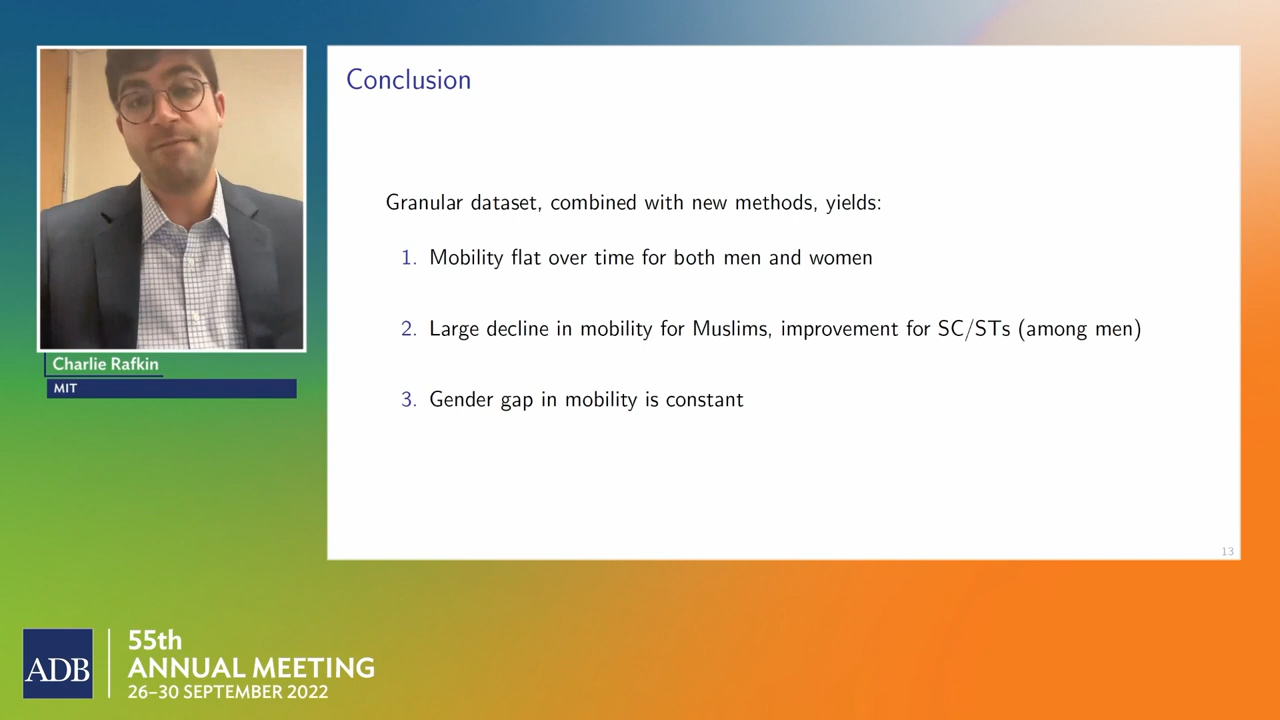 Conclusion
Granular dataset, combined with new methods, yields:
1. Mobility flat over time for both men and women
2. Large decline in mobility for Muslims, improvement for SC/STs (among men)
3. Gender gap in mobility is constant
13
Charlie Rafkin
MIT
ADB
55th
ANNUAL MEETING
26–30 SEPTEMBER 2022